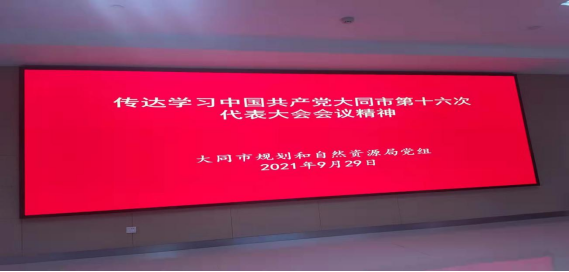 传达学习中国共产党大同市第十六次
代表大会会议精神
大同市规划和自然资源局党组
2021年9月29日